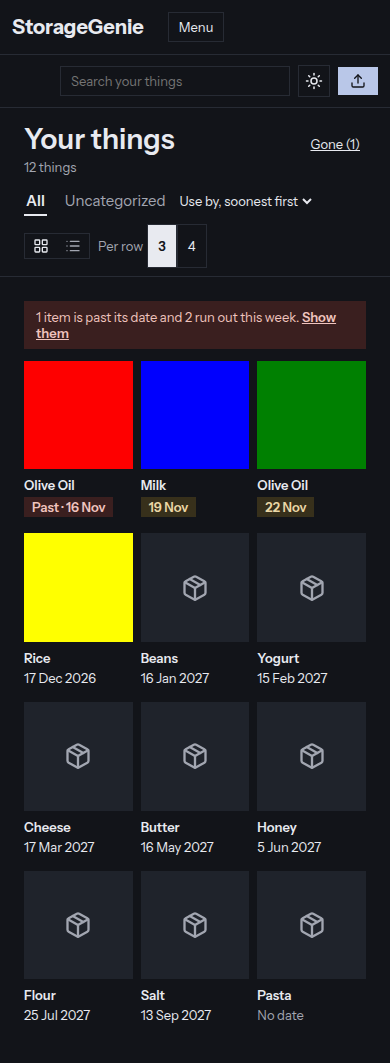 StorageGenie Menu
Search your things
Your things
Gone (1)
12 things
All Uncategorized Use by, soonest first
Per row 3 4
1 item is past its date and 2 run out this week. Show
them
Olive Oil Milk Olive Oil
Past · 16 Nov 19 Nov 22 Nov
Rice Beans Yogurt
17 Dec 2026 16 Jan 2027 15 Feb 2027
Cheese Butter Honey
17 Mar 2027 16 May 2027 5 Jun 2027
Flour Salt Pasta
25 Jul 2027 13 Sep 2027 No date